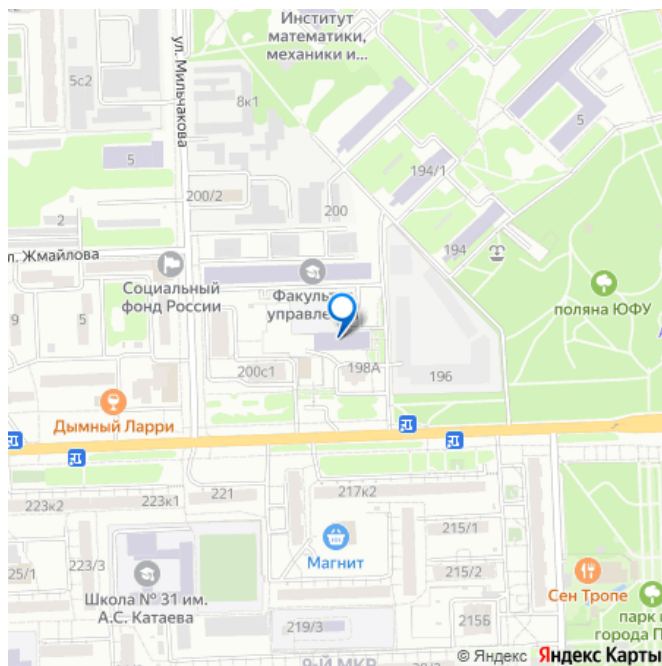 Институт
математики,
механики и...
ул. Мильчакова
5с2
8к1
5
5
194/1
200/2
200
2
194
л. Жмайлова
Социальный
фонд России
Факуль
управле
поляна ЮФУ
9
5
200с1
198А
196
Дымный Ларри
223к2
223к1
221
217к2
215/1
223/3
25/1
Магнит
215/2
Школа № 31 им.
А.С. Катаева
Сен Тропе
219/3
215б
парк и
города П
9-Й МКР
© Яндекс Яндекс Карты